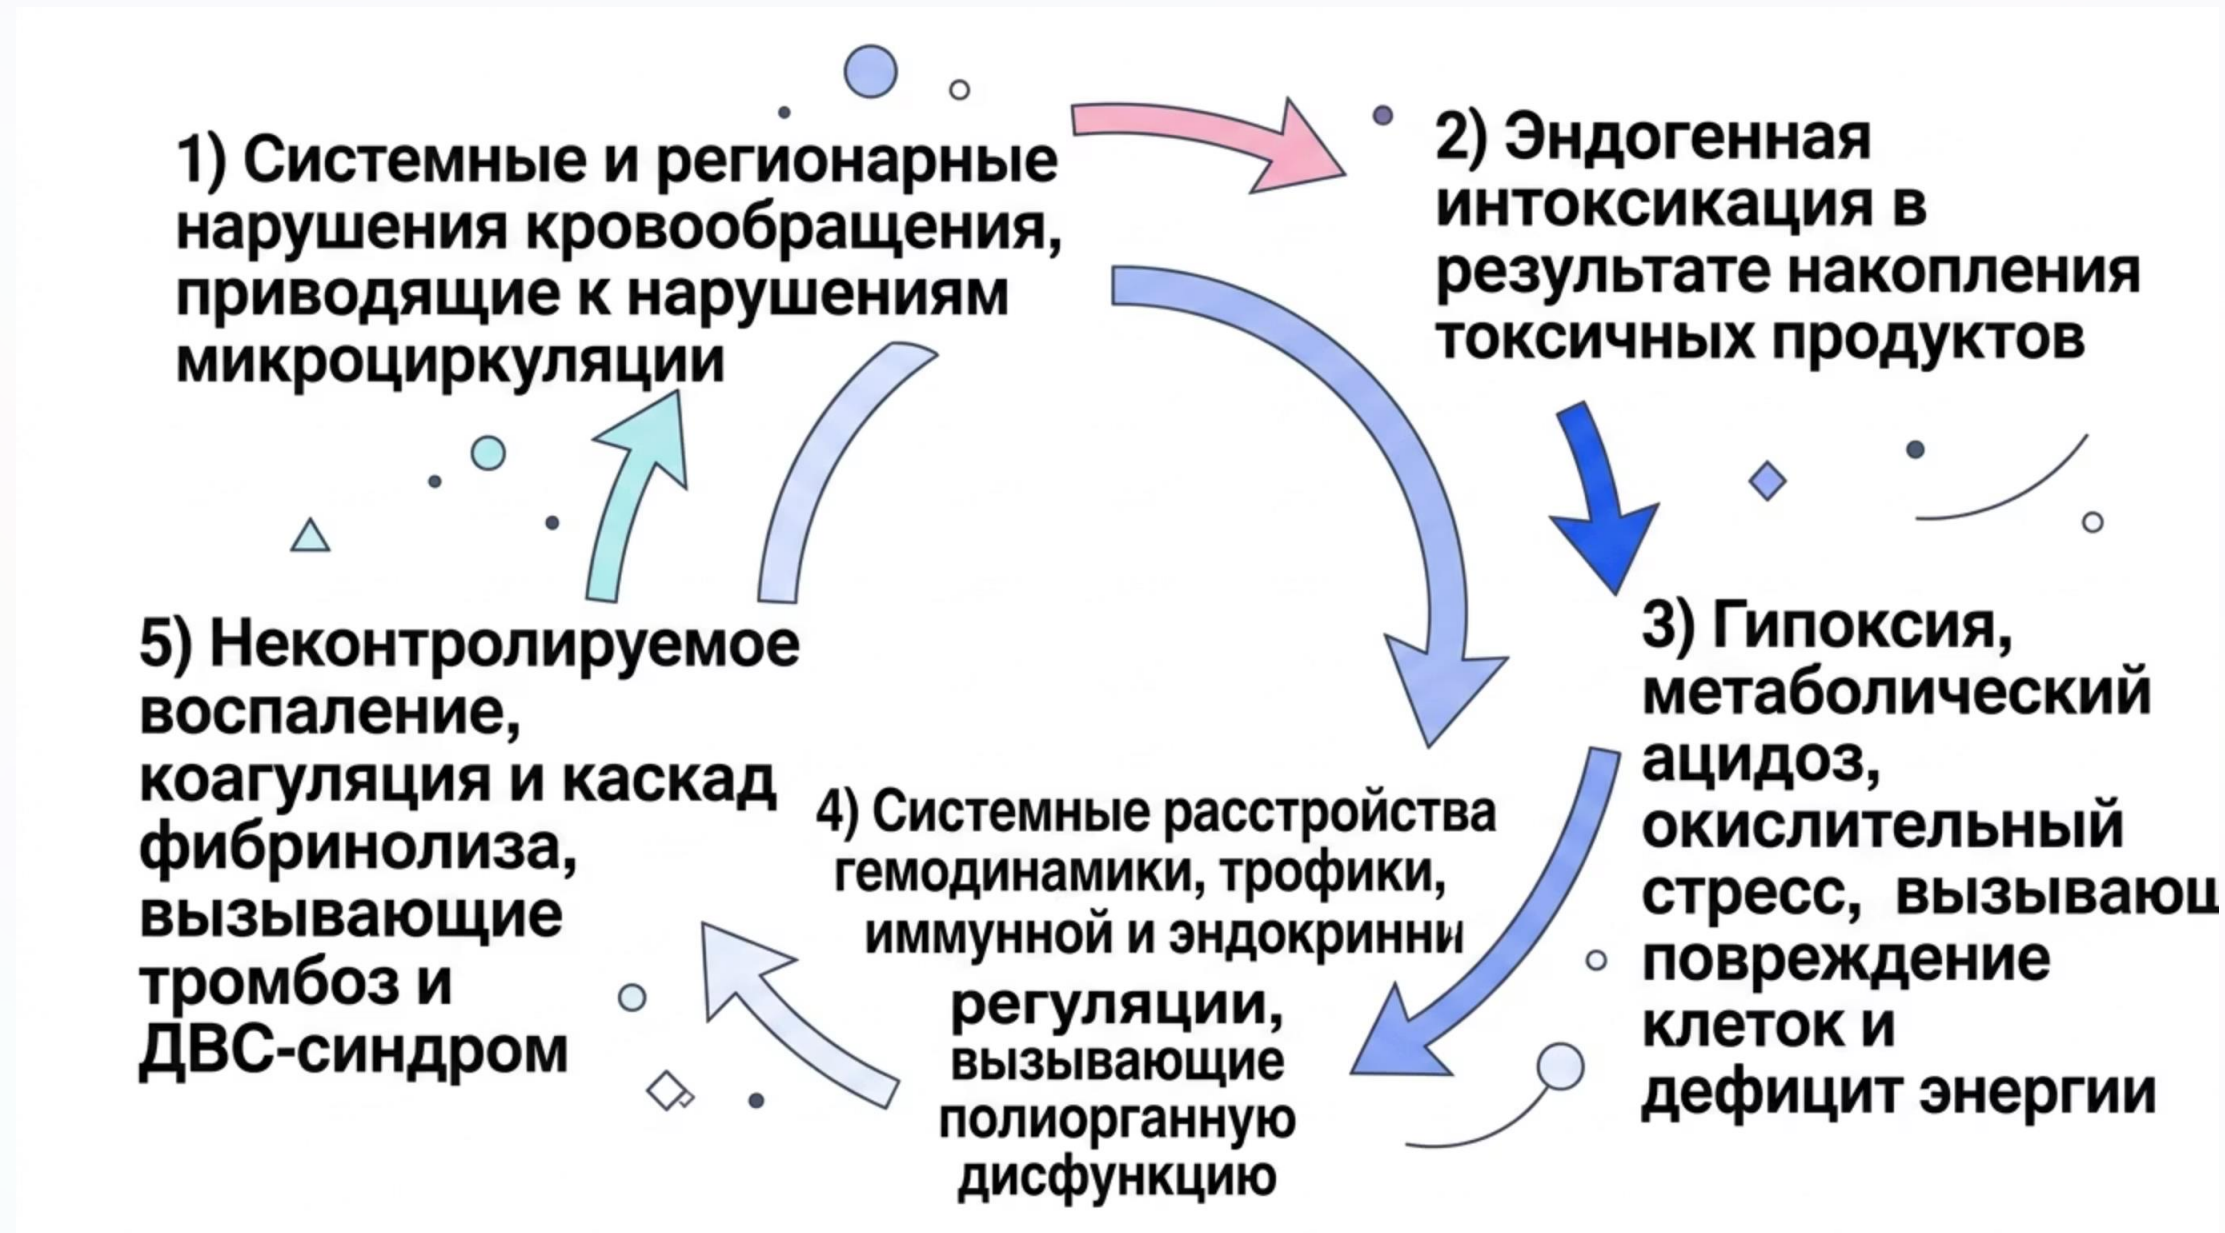 1) Системные и регионарные
нарушения кровообращения,
приводящие к нарушениям
микроциркуляции
2) Эндогенная
интоксикация в
результате накопления
токсичных продуктов
3) Гипоксия,
метаболический
ацидоз,
окислительный
стресс, вызывающ
повреждение
клеток и
дефицит энергии
4) Системные расстройства
гемодинамики, трофики,
иммунной и эндокринни
регуляции,
вызывающие
полиорганную
дисфункцию
5) Неконтролируемое
воспаление,
коагуляция и каскад
фибринолиза,
вызывающие
тромбоз и
ДВС-синдром